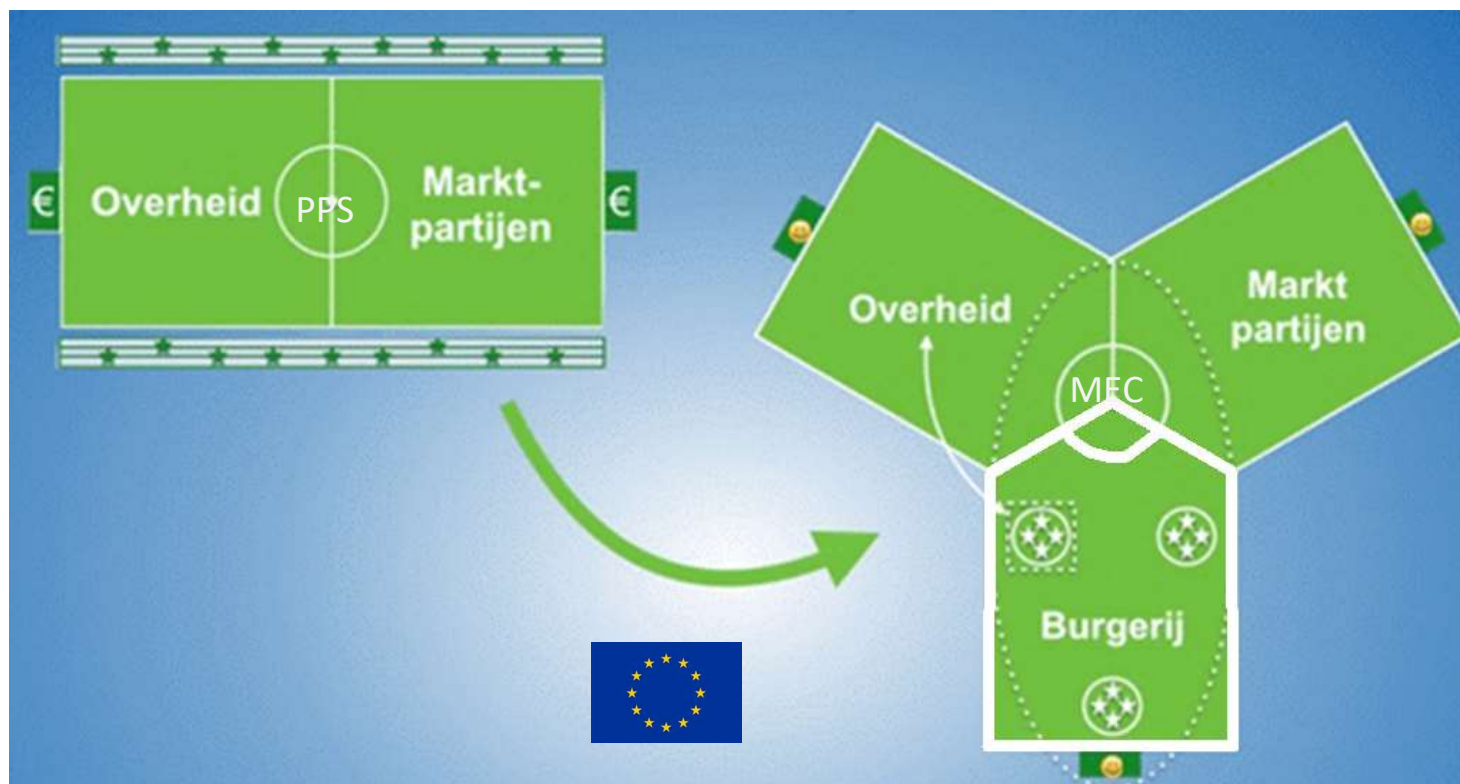 €
Overheid
PPS
Markt-
partijen
€
Overheid
Markt
partijen
MFC
Burgerij